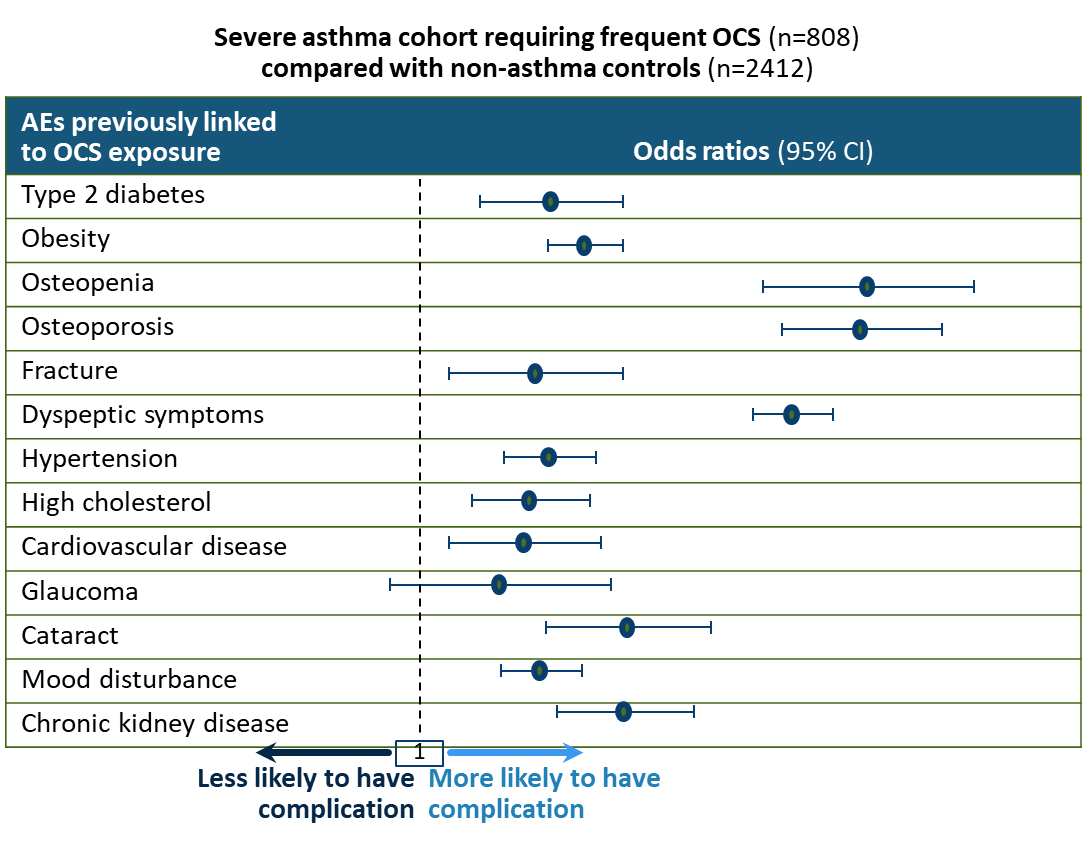 Severe asthma cohort requiring frequent OCS (n=808)
compared with non-asthma controls (n=2412)
AEs previously linked
to OCS exposure
Odds ratios (95% CI)
Type 2 diabetes
Obesity
Osteopenia
Osteoporosis
Fracture
Dyspeptic symptoms
Hypertension
High cholesterol
Cardiovascular disease
Glaucoma
Cataract
Mood disturbance
Chronic kidney disease
1
Less likely to have
complication
More likely to have
complication